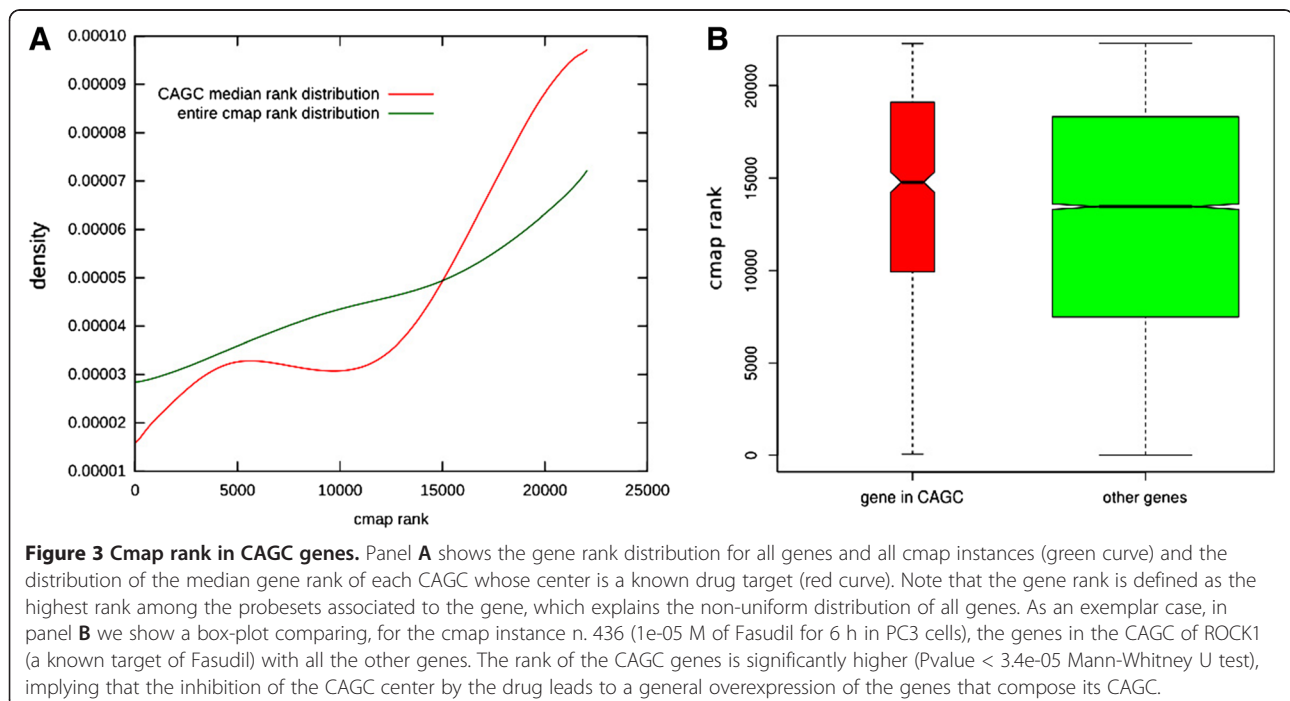 A
B
0.00010
0.00009
0.00008
0.00007
0.00006
0.00005
0.00004
0.00003
0.00002
0.00001
density
CAGC median rank distribution
entire cmap rank distribution
0 5000 10000 15000 20000 25000
cmap rank
20000
15000
10000
5000
0
cmap rank
gene in CAGC other genes
Figure 3 Cmap rank in CAGC genes. Panel A shows the gene rank distribution for all genes and all cmap instances (green curve) and the
distribution of the median gene rank of each CAGC whose center is a known drug target (red curve). Note that the gene rank is defined as the
highest rank among the probesets associated to the gene, which explains the non-uniform distribution of all genes. As an exemplar case, in
panel B we show a box-plot comparing, for the cmap instance n. 436 (1e-05 M of Fasudil for 6 h in PC3 cells), the genes in the CAGC of ROCK1
(a known target of Fasudil) with all the other genes. The rank of the CAGC genes is significantly higher (Pvalue < 3.4e-05 Mann-Whitney U test),
implying that the inhibition of the CAGC center by the drug leads to a general overexpression of the genes that compose its CAGC.